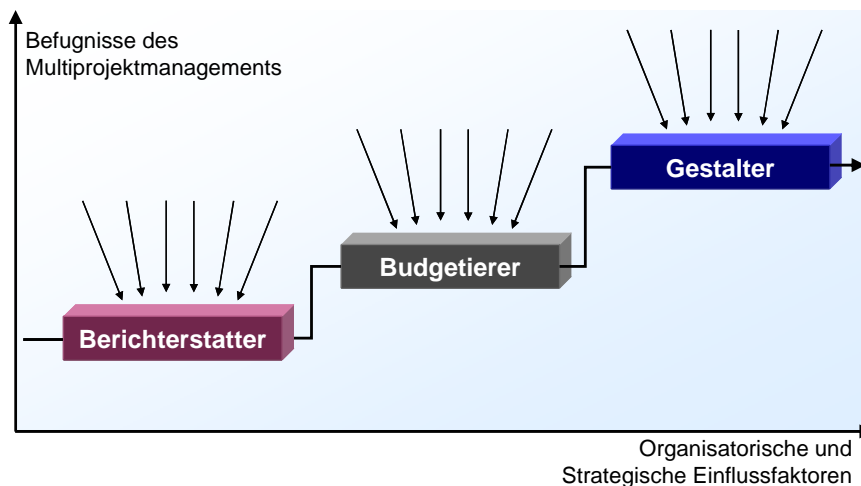 Befugnisse des
Multiprojektmanagements
Gestalter
Budgetierer
Berichterstatter
Organisatorische und
Strategische Einflussfaktoren